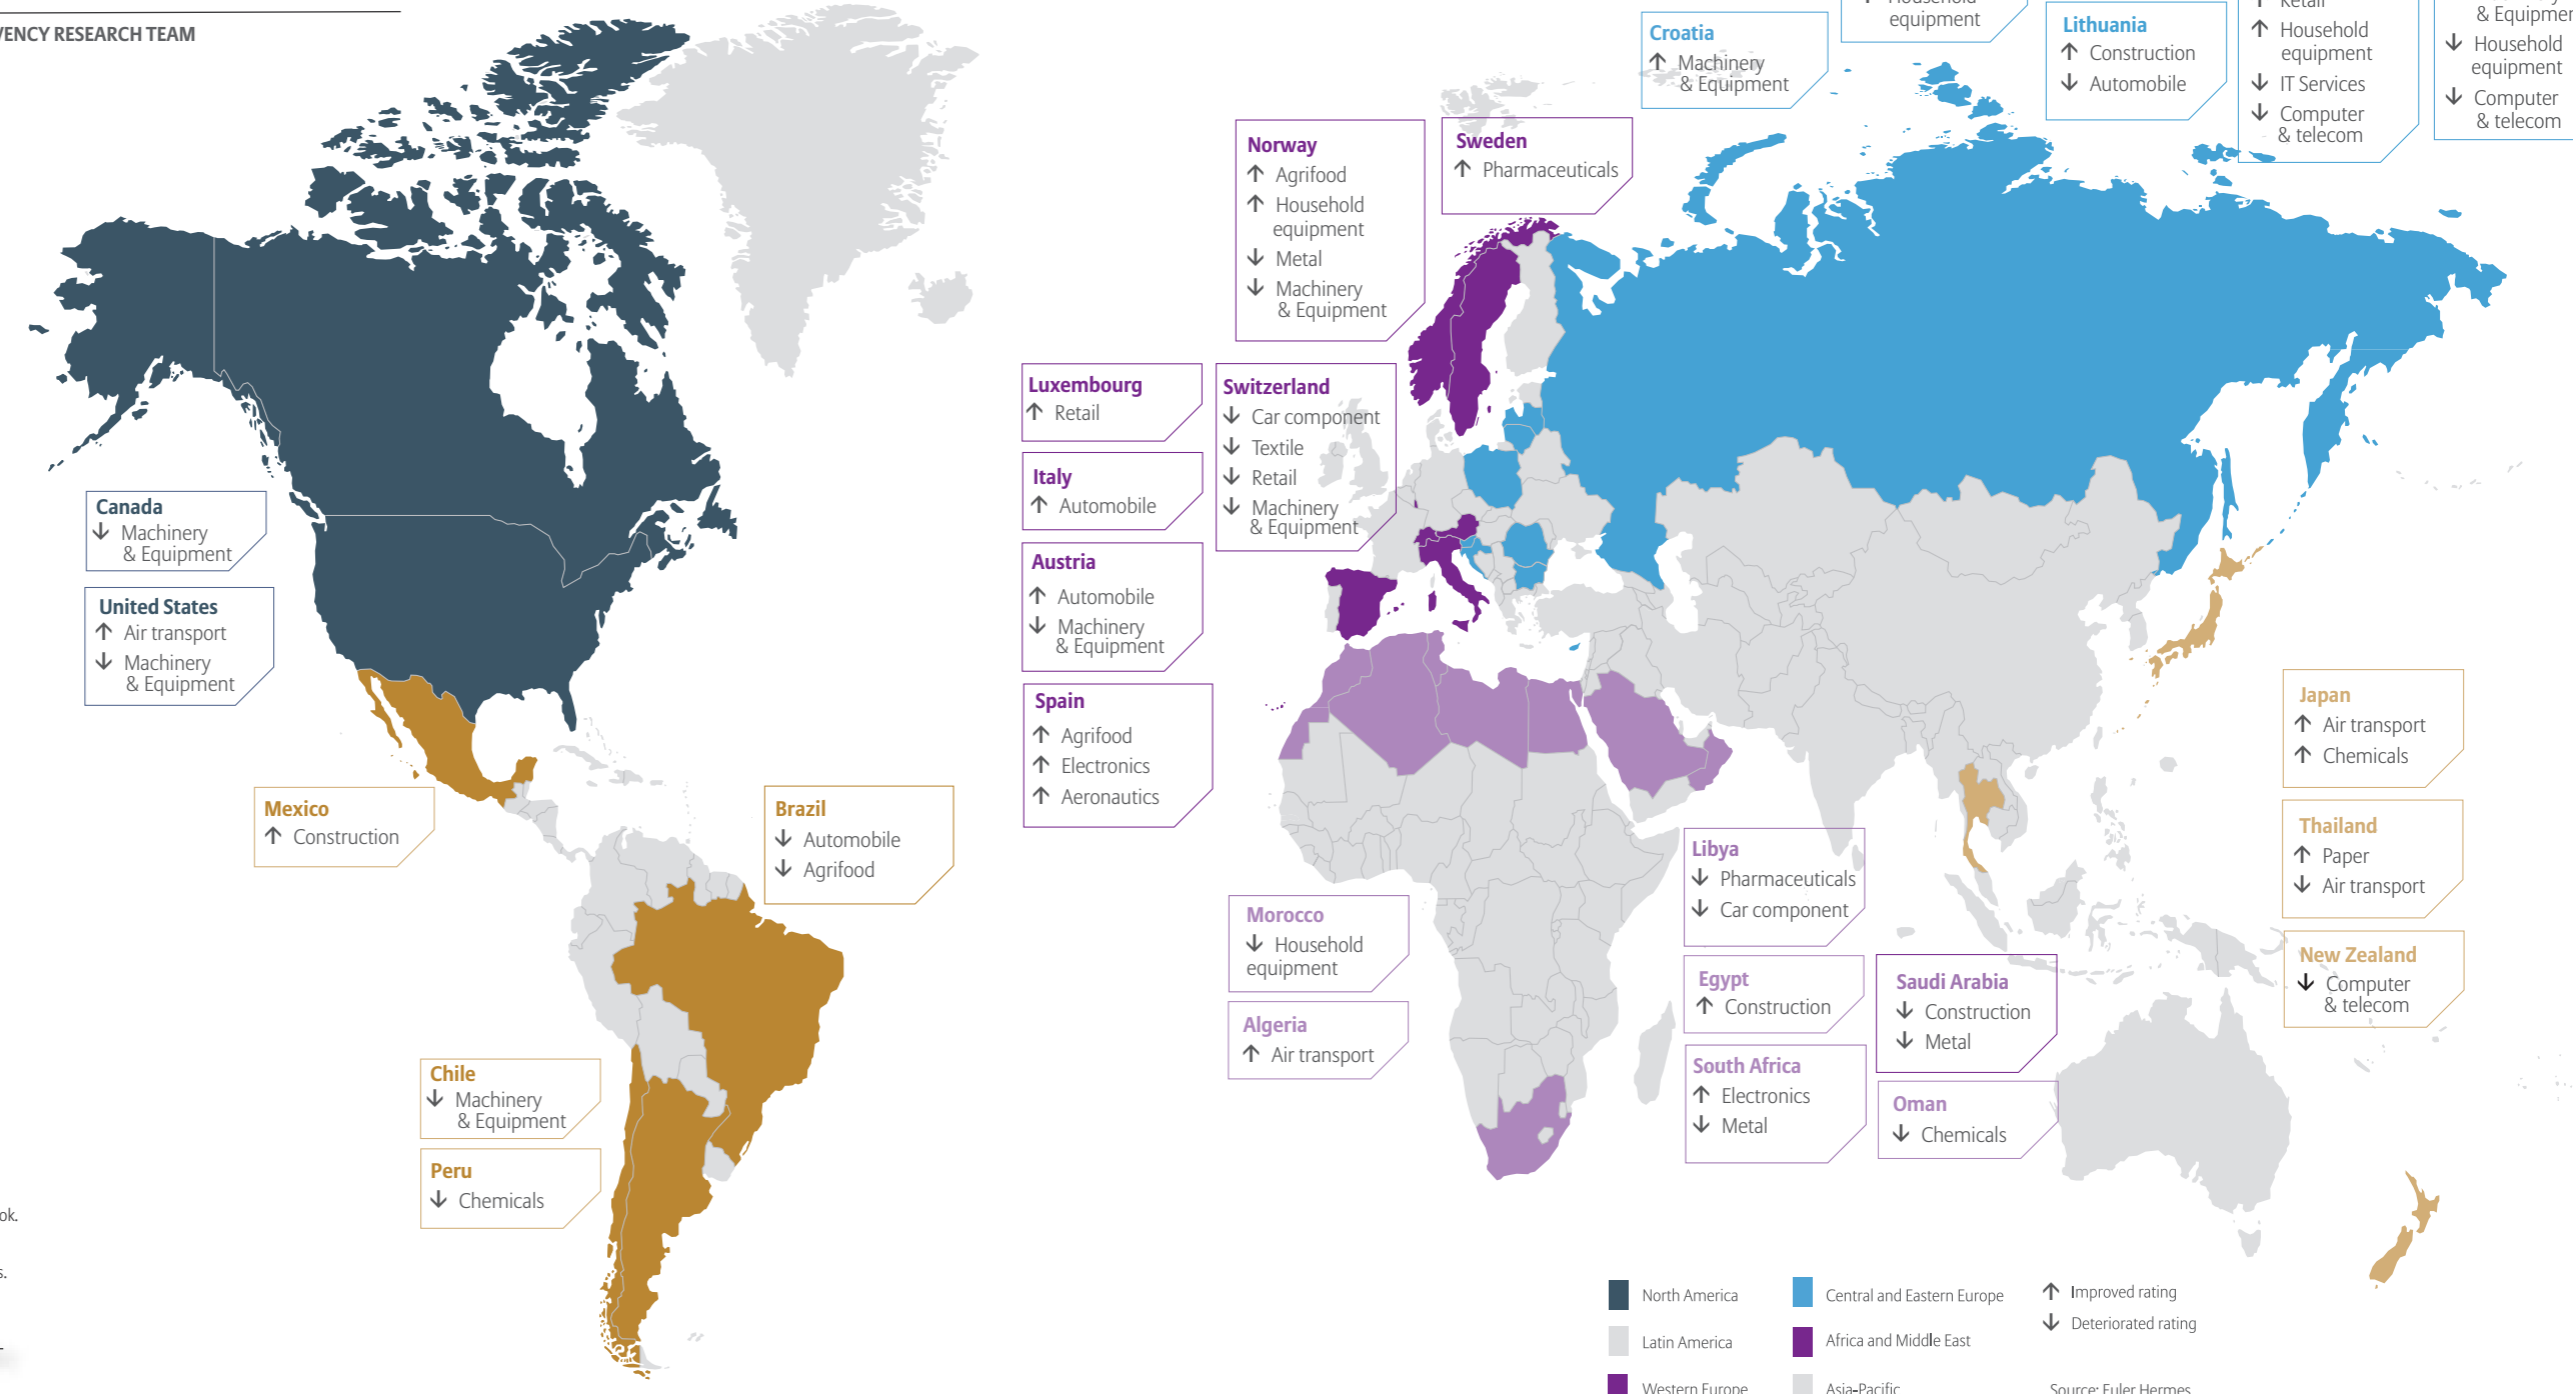 VENCY RESEARCH TEAM
equipment
Croatia
↑ Machinery
& Equipment
Lithuania
↑ Construction
↓ Automobile
↑ Retail
↑ Household
equipment
↓ IT Services
↓ Computer
& telecom
↓ Household
equipment
↓ Computer
& telecom
Norway
↑ Agrifood
↑ Household
equipment
↓ Metal
↓ Machinery
& Equipment
Sweden
↑ Pharmaceuticals
Luxembourg
↑ Retail
Switzerland
↓ Car component
↓ Textile
↓ Retail
↓ Machinery
& Equipment
Italy
↑ Automobile
Austria
↑ Automobile
↓ Machinery
& Equipment
Spain
↑ Agrifood
↑ Electronics
↑ Aeronautics
Canada
↓ Machinery
& Equipment
United States
↑ Air transport
↓ Machinery
& Equipment
Mexico
↑ Construction
Brazil
↓ Automobile
↓ Agrifood
Chile
↓ Machinery
& Equipment
Peru
↓ Chemicals
Morocco
↓ Household
equipment
Algeria
↑ Air transport
Libya
↓ Pharmaceuticals
↓ Car component
Egypt
↑ Construction
South Africa
↑ Electronics
↓ Metal
Saudi Arabia
↓ Construction
↓ Metal
Oman
↓ Chemicals
Japan
↑ Air transport
↑ Chemicals
Thailand
↑ Paper
↓ Air transport
New Zealand
↓ Computer
& telecom
ok.
s.
North America
Central and Eastern Europe
↑ Improved rating
↓ Deteriorated rating
Latin America
Africa and Middle East
Western Europe
Asia-Pacific
Source: Euler Hermes